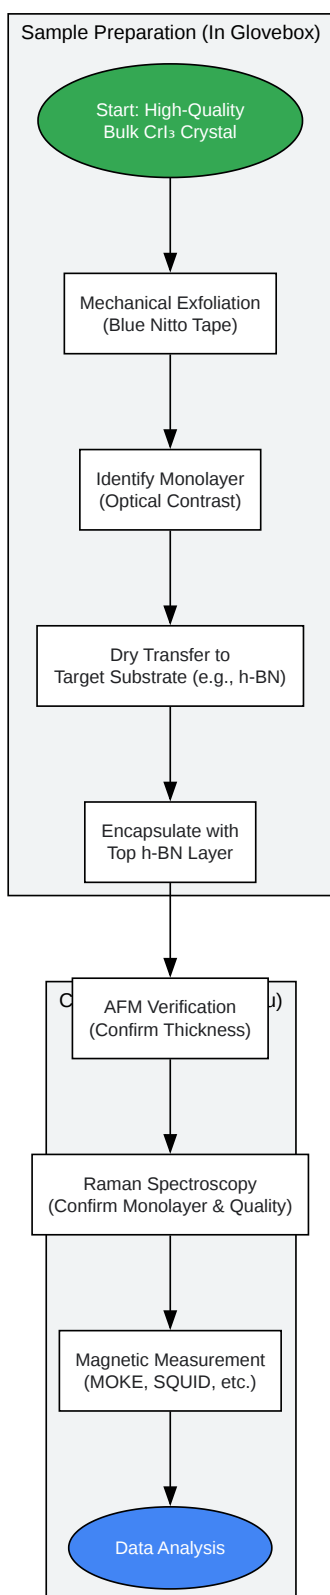 Sample Preparation (In Glovebox)
Start: High-Quality
Bulk CrI₃ Crystal
Mechanical Exfoliation
(Blue Nitto Tape)
Identify Monolayer
(Optical Contrast)
Dry Transfer to
Target Substrate (e.g., h-BN)
Encapsulate with
Top h-BN Layer
AFM Verification
(Confirm Thickness)
Raman Spectroscopy
(Confirm Monolayer & Quality)
Magnetic Measurement
(MOKE, SQUID, etc.)
Data Analysis